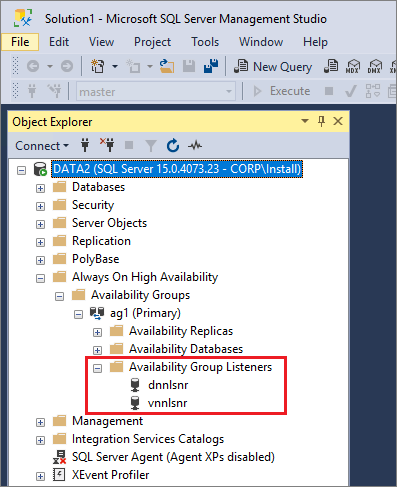 Solution1 - Microsoft SQL Server Management Studio
File Edit View Project Tools Window Help
New Query MDX DMX XML
master Execute
Object Explorer
Connect
DATA2 (SQL Server 15.0.4073.23 - CORP\Install)
Databases
Security
Server Objects
Replication
PolyBase
Always On High Availability
Availability Groups
ag1 (Primary)
Availability Replicas
Availability Databases
Availability Group Listeners
dnnlsnr
vnnlsnr
Management
Integration Services Catalogs
SQL Server Agent (Agent XPs disabled)
XEvent Profiler